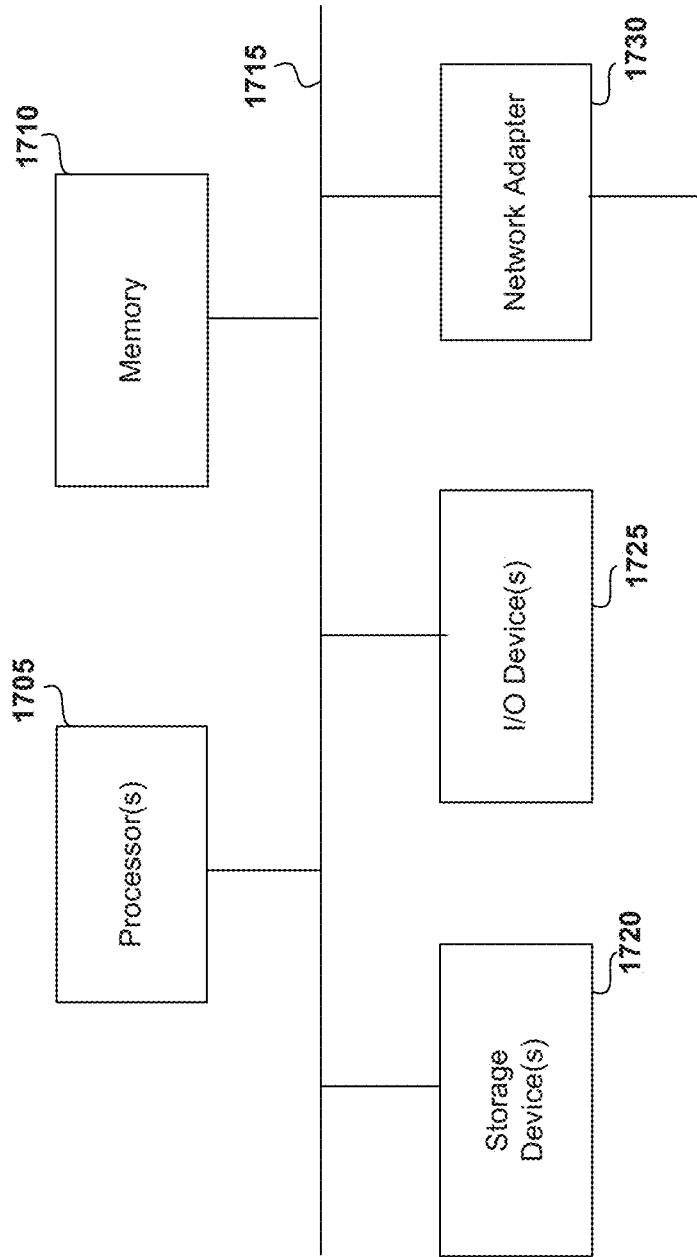 1705
Processor(s)
1710
Memory
1715
Storage
Device(s)
1720
I/O Device(s)
1725
Network Adapter
1730